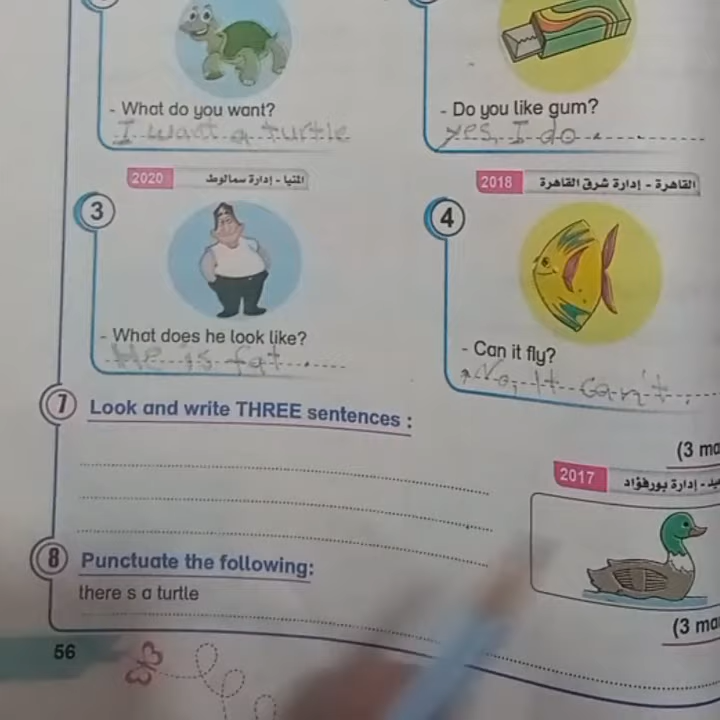 - What do you want?
I want a turtle
- Do you like gum?
yes, I do.
2020 المنيا - إدارة سمالوط
2018 القاهرة - إدارة شرق القاهرة
3
4
- What does he look like?
He is fat.
- Can it fly?
No, It can't.
7 Look and write THREE sentences :
(3 ma
2017 إدارة بورفؤاد
8 Punctuate the following:
there s a turtle
(3 ma
56